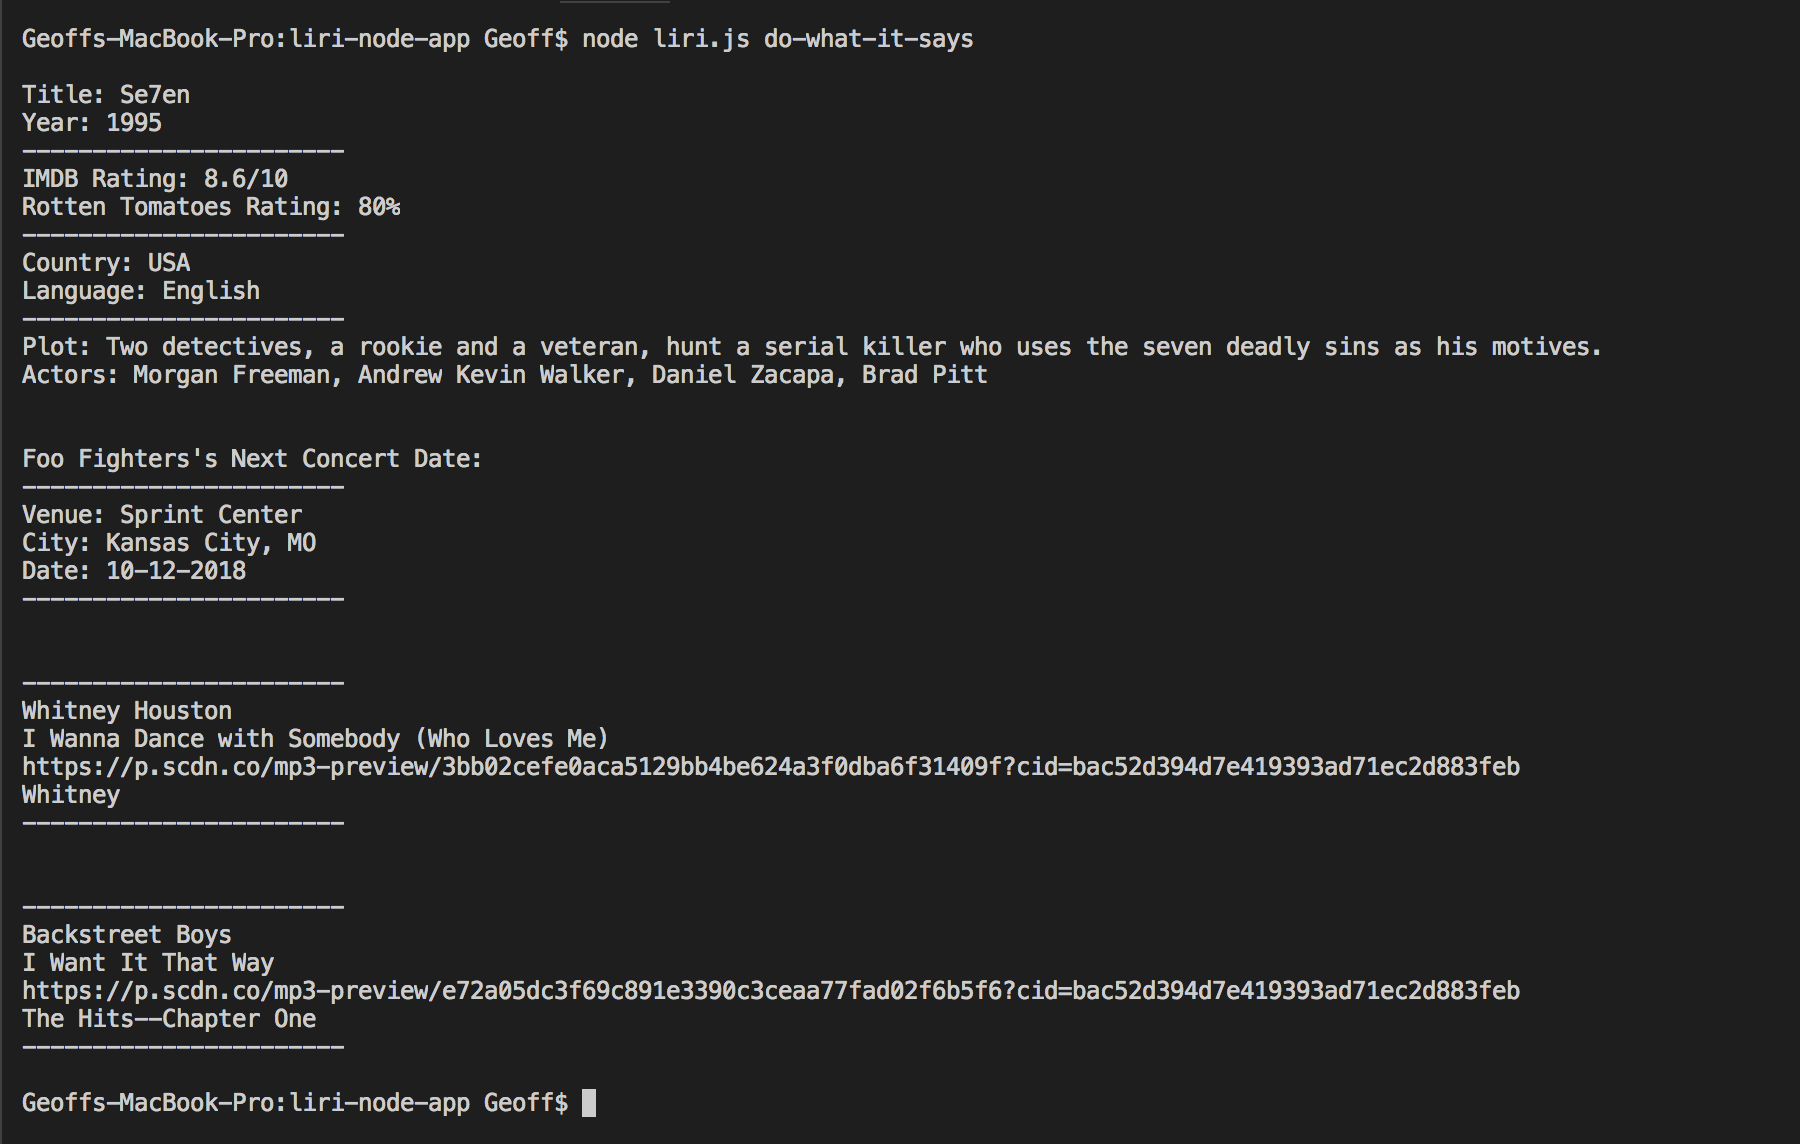 Geoffs-MacBook-Pro:liri-node-app Geoff$ node liri.js do-what-it-says
Title: Se7en
Year: 1995
-----------------------
IMDB Rating: 8.6/10
Rotten Tomatoes Rating: 80%
-----------------------
Country: USA
Language: English
-----------------------
Plot: Two detectives, a rookie and a veteran, hunt a serial killer who uses the seven deadly sins as his motives.
Actors: Morgan Freeman, Andrew Kevin Walker, Daniel Zacapa, Brad Pitt
Foo Fighters's Next Concert Date:
-----------------------
Venue: Sprint Center
City: Kansas City, MO
Date: 10-12-2018
-----------------------
-----------------------
Whitney Houston
I Wanna Dance with Somebody (Who Loves Me)
https://p.scdn.co/mp3-preview/3bb02cefe0aca5129bb4be624a3f0dba6f31409f?cid=bac52d394d7e419393ad71ec2d883feb
Whitney
-----------------------
-----------------------
Backstreet Boys
I Want It That Way
https://p.scdn.co/mp3-preview/e72a05dc3f69c891e3390c3ceaa77fad02f6b5f6?cid=bac52d394d7e419393ad71ec2d883feb
The Hits--Chapter One
-----------------------
Geoffs-MacBook-Pro:liri-node-app Geoff$